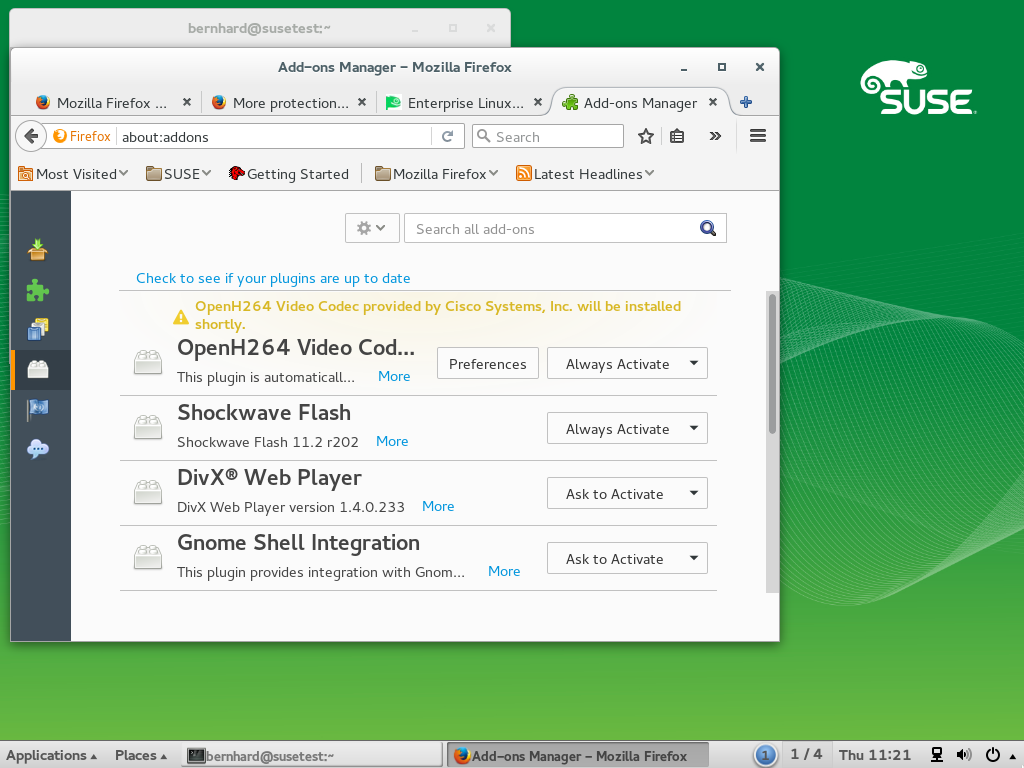 bernhard@susetest:~
Add-ons Manager - Mozilla Firefox
Mozilla Firefox ...
More protection...
Enterprise Linux...
Add-ons Manager
Firefox
about:addons
Search
Most Visited
SUSE
Getting Started
Mozilla Firefox
Latest Headlines
SUSE
Search all add-ons
Check to see if your plugins are up to date
OpenH264 Video Codec provided by Cisco Systems, Inc. will be installed
shortly.
OpenH264 Video Cod...
This plugin is automaticall...
More
Preferences
Always Activate
Shockwave Flash
Shockwave Flash 11.2 r202
More
Always Activate
DivX® Web Player
DivX Web Player version 1.4.0.233
More
Ask to Activate
Gnome Shell Integration
This plugin provides integration with Gnom...
More
Ask to Activate
Applications
Places
bernhard@susetest:~
Add-ons Manager - Mozilla Firefox
1
1 / 4
Thu 11:21